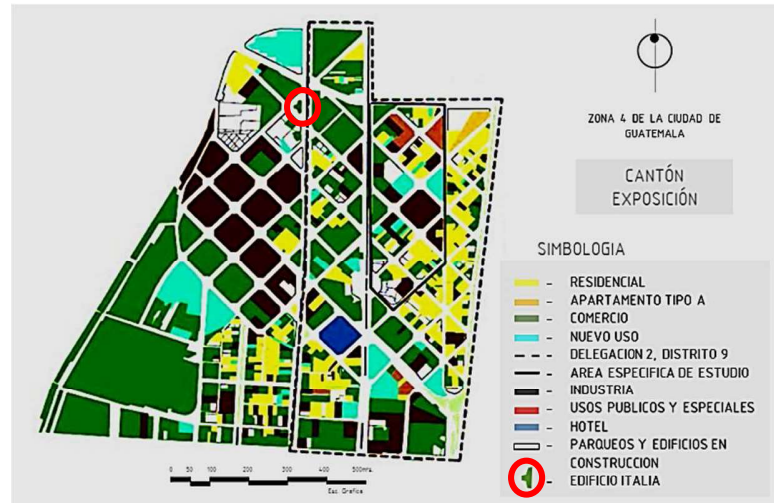 ZONA 4 DE LA CIUDAD DE
GUATEMALA
CANTÓN
EXPOSICIÓN
SIMBOLOGIA
- RESIDENCIAL
- APARTAMENTO TIPO A
- COMERCIO
- NUEVO USO
- DELEGACION 2, DISTRITO 9
- AREA ESPECIFICA DE ESTUDIO
- INDUSTRIA
- USOS PUBLICOS Y ESPECIALES
- HOTEL
- PARQUEOS Y EDIFICIOS EN
CONSTRUCCION
- EDIFICIO ITALIA
0 50 100 200 300 400 500mts.
Esc. Grafica